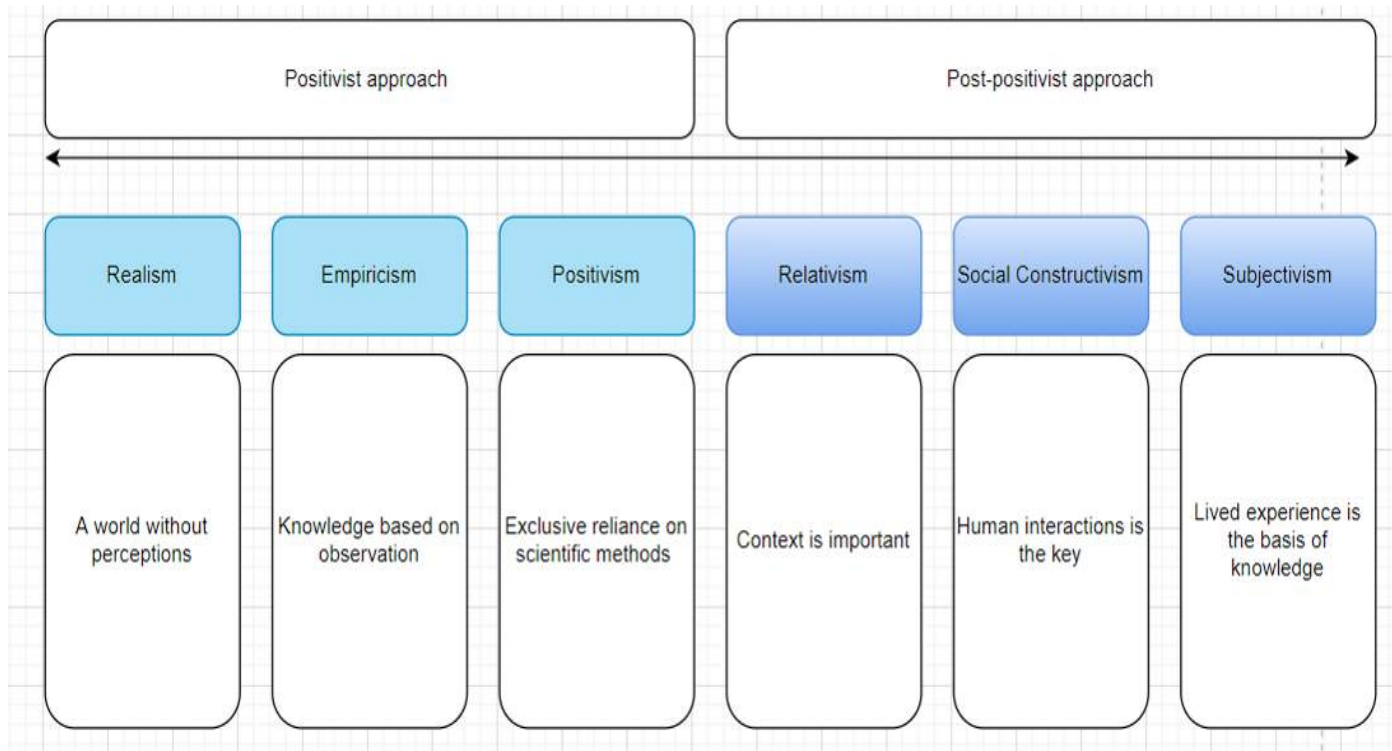 Positivist approach
Post-positivist approach
Realism
Empiricism
Positivism
Relativism
Social Constructivism
Subjectivism
A world without
perceptions
Knowledge based on
observation
Exclusive reliance on
scientific methods
Context is important
Human interactions is
the key
Lived experience is
the basis of
knowledge